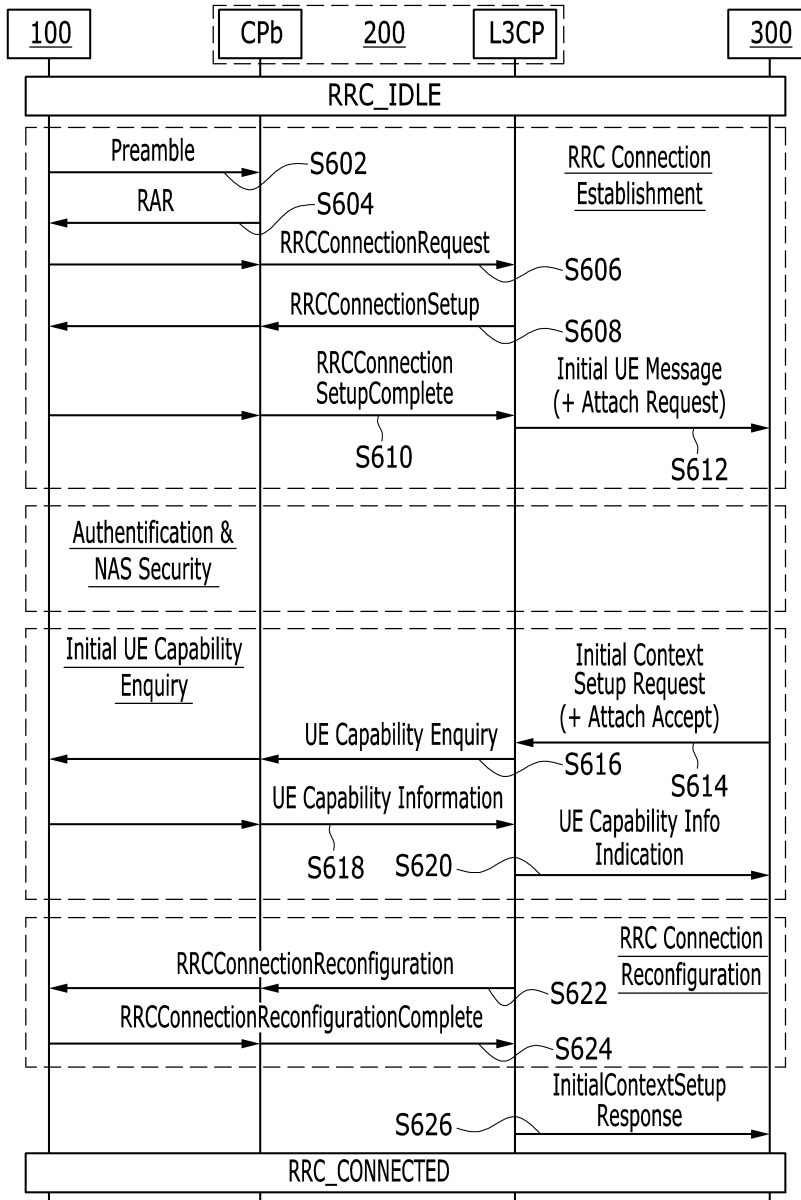 100
CPb
200
L3CP
300
RRC_IDLE
Preamble
S602
RRC Connection
Establishment
RAR
S604
RRCConnectionRequest
S606
RRCConnectionSetup
S608
RRCConnection
SetupComplete
S610
Initial UE Message
(+ Attach Request)
S612
Authentification &
NAS Security
Initial UE Capability
Enquiry
Initial Context
Setup Request
(+ Attach Accept)
S614
UE Capability Enquiry
S616
UE Capability Information
S618
UE Capability Info
Indication
S620
RRC Connection
Reconfiguration
RRCConnectionReconfiguration
S622
RRCConnectionReconfigurationComplete
S624
InitialContextSetup
Response
S626
RRC_CONNECTED